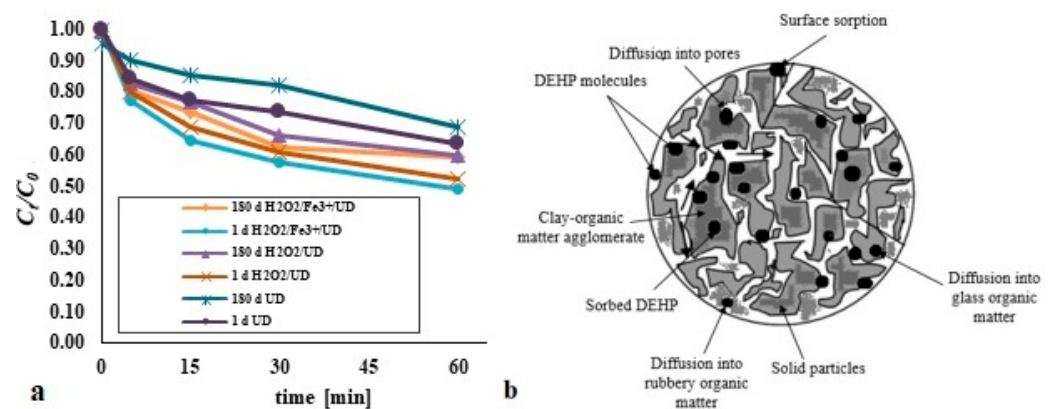 1.00
0.90
0.80
0.70
0.60
0.50
0.40
0.30
0.20
0.10
0.00
Ct/C0
180 d H2O2/Fe3+/UD
1 d H2O2/Fe3+/UD
180 d H2O2/UD
1 d H2O2/UD
180 d UD
1 d UD
0 15 30 45 60
time [min]
a
Surface sorption
Diffusion into pores
DEHP molecules
Clay-organic
matter agglomerate
Sorbed DEHP
Diffusion into
rubbery organic
matter
Solid particles
Diffusion into
glass organic
matter
b